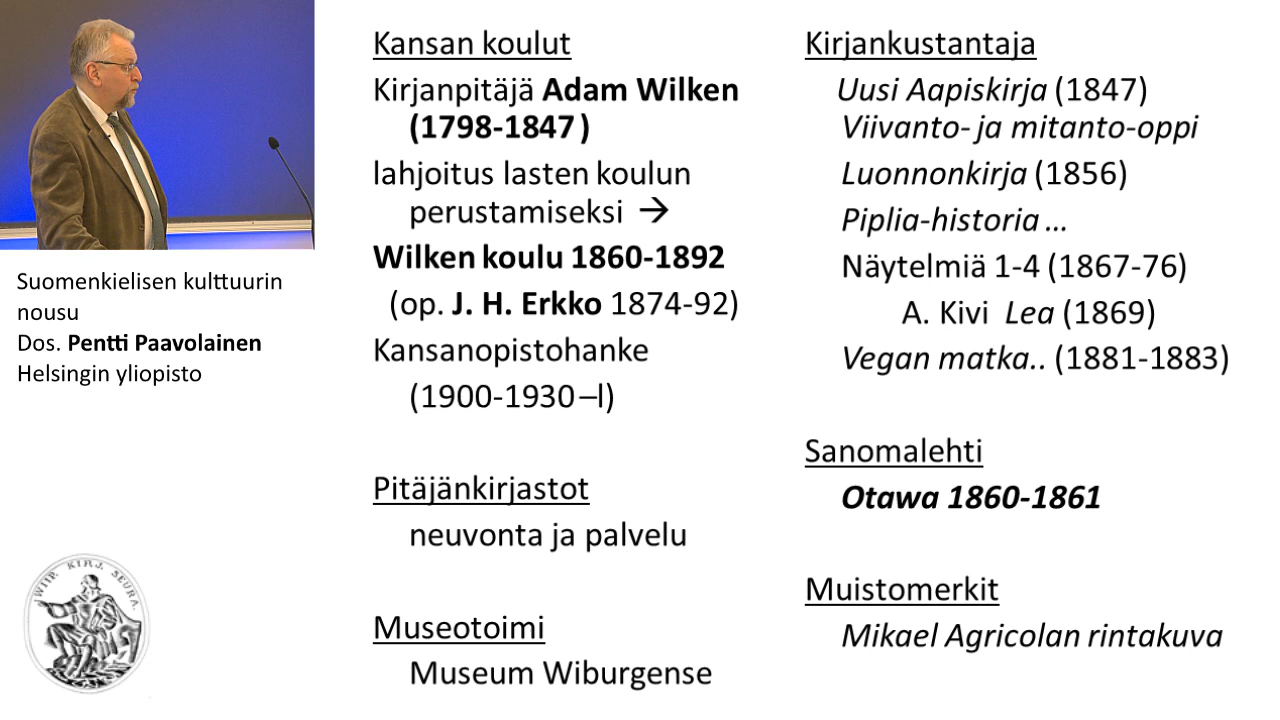 Suomenkielisen kulttuurin
nousu
Dos. Pentti Paavolainen
Helsingin yliopisto
WIIP. KIRJ. SEURA.
Kansan koulut
Kirjanpitäjä Adam Wilken
(1798-1847)
lahjoitus lasten koulun
perustamiseksi →
Wilken koulu 1860-1892
(op. J. H. Erkko 1874-92)
Kansanopistohanke
(1900-1930–l)
Pitäjänkirjastot
neuvonta ja palvelu
Museotoimi
Museum Wiburgense
Kirjankustantaja
Uusi Aapiskirja (1847)
Viivanto- ja mitanto-oppi
Luonnonkirja (1856)
Piplia-historia …
Näytelmiä 1-4 (1867-76)
A. Kivi Lea (1869)
Vegan matka.. (1881-1883)
Sanomalehti
Otawa 1860-1861
Muistomerkit
Mikael Agricolan rintakuva